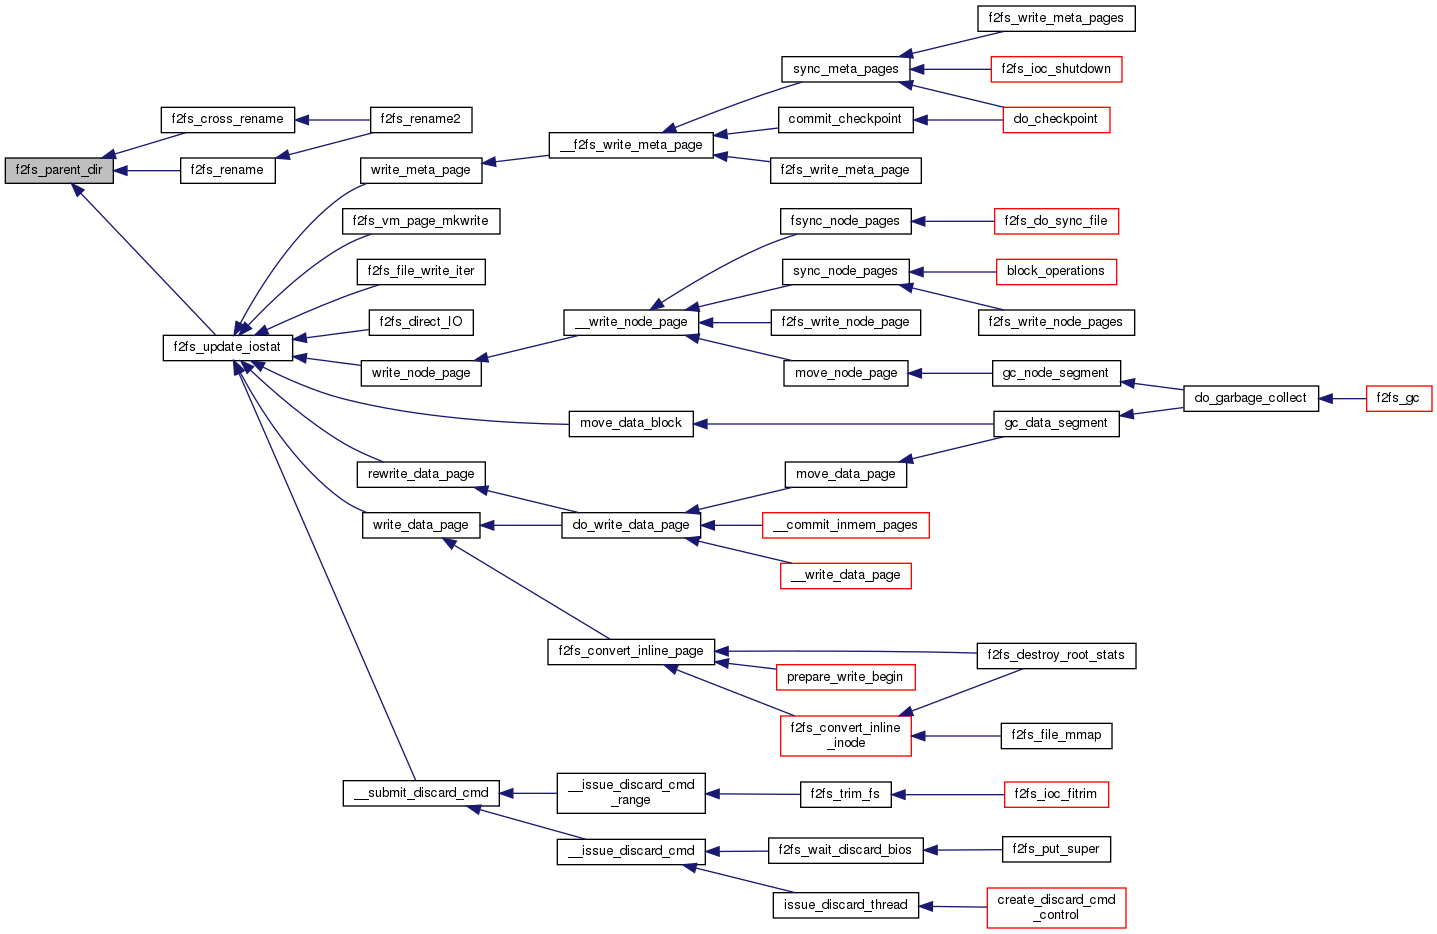 f2fs_write_meta_pages
sync_meta_pages
f2fs_ioc_shutdown
f2fs_cross_rename
f2fs_rename2
commit_checkpoint
do_checkpoint
__f2fs_write_meta_page
f2fs_parent_dir
f2fs_rename
write_meta_page
f2fs_write_meta_page
f2fs_vm_page_mkwrite
fsync_node_pages
f2fs_do_sync_file
f2fs_file_write_iter
sync_node_pages
block_operations
f2fs_direct_IO
__write_node_page
f2fs_write_node_page
f2fs_write_node_pages
f2fs_update_iostat
write_node_page
move_node_page
gc_node_segment
do_garbage_collect
f2fs_gc
move_data_block
gc_data_segment
rewrite_data_page
move_data_page
write_data_page
do_write_data_page
__commit_inmem_pages
__write_data_page
f2fs_convert_inline_page
f2fs_destroy_root_stats
prepare_write_begin
f2fs_convert_inline
_inode
f2fs_file_mmap
__submit_discard_cmd
__issue_discard_cmd
_range
f2fs_trim_fs
f2fs_ioc_fitrim
__issue_discard_cmd
f2fs_wait_discard_bios
f2fs_put_super
issue_discard_thread
create_discard_cmd
_control